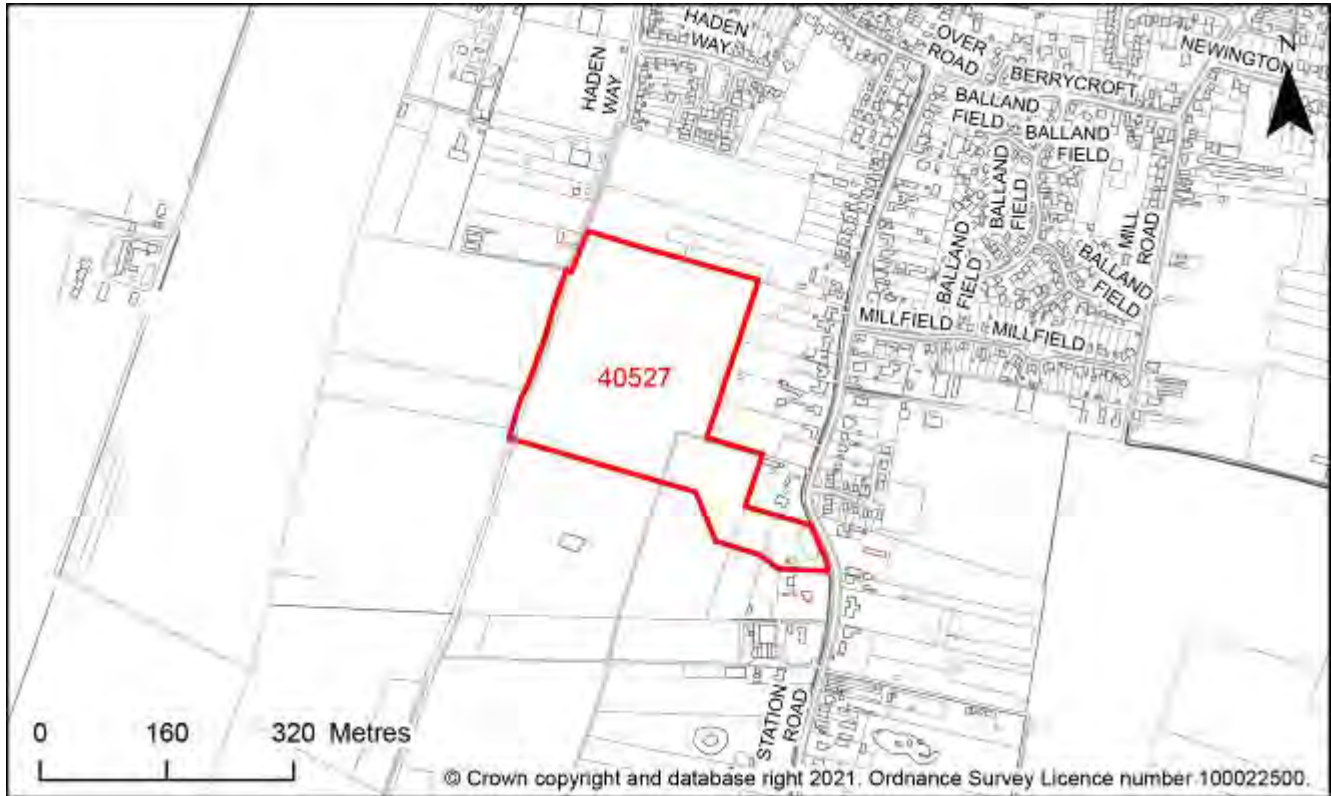 HADEN
WAY
HADEN
WAY
OVER
ROAD
BERRYCROFT
NEWINGTON
N
BALLAND
FIELD
BALLAND
FIELD
BALLAND
FIELD
BALLAND
FIELD
MILL
ROAD
BALLAND
FIELD
MILLFIELD
MILLFIELD
40527
STATION
ROAD
0 160 320 Metres
© Crown copyright and database right 2021. Ordnance Survey Licence number 100022500.